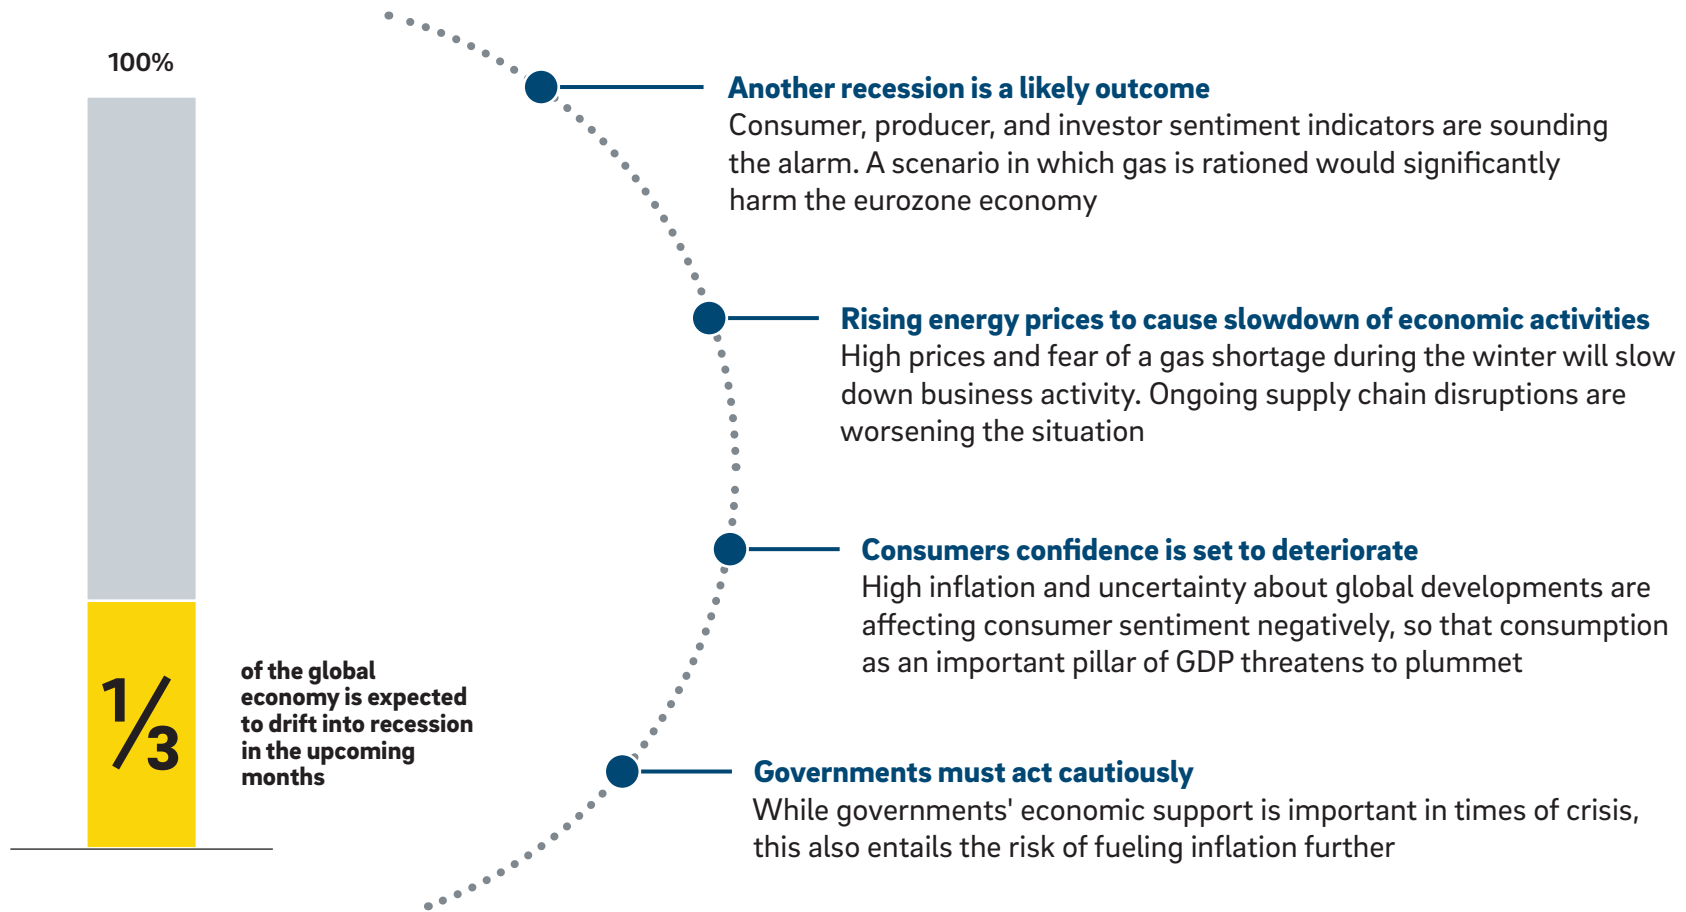 100%
1/3
of the global
economy is expected
to drift into recession
in the upcoming
months
Another recession is a likely outcome
Consumer, producer, and investor sentiment indicators are sounding
the alarm. A scenario in which gas is rationed would significantly
harm the eurozone economy
Rising energy prices to cause slowdown of economic activities
High prices and fear of a gas shortage during the winter will slow
down business activity. Ongoing supply chain disruptions are
worsening the situation
Consumers confidence is set to deteriorate
High inflation and uncertainty about global developments are
affecting consumer sentiment negatively, so that consumption
as an important pillar of GDP threatens to plummet
Governments must act cautiously
While governments' economic support is important in times of crisis,
this also entails the risk of fueling inflation further